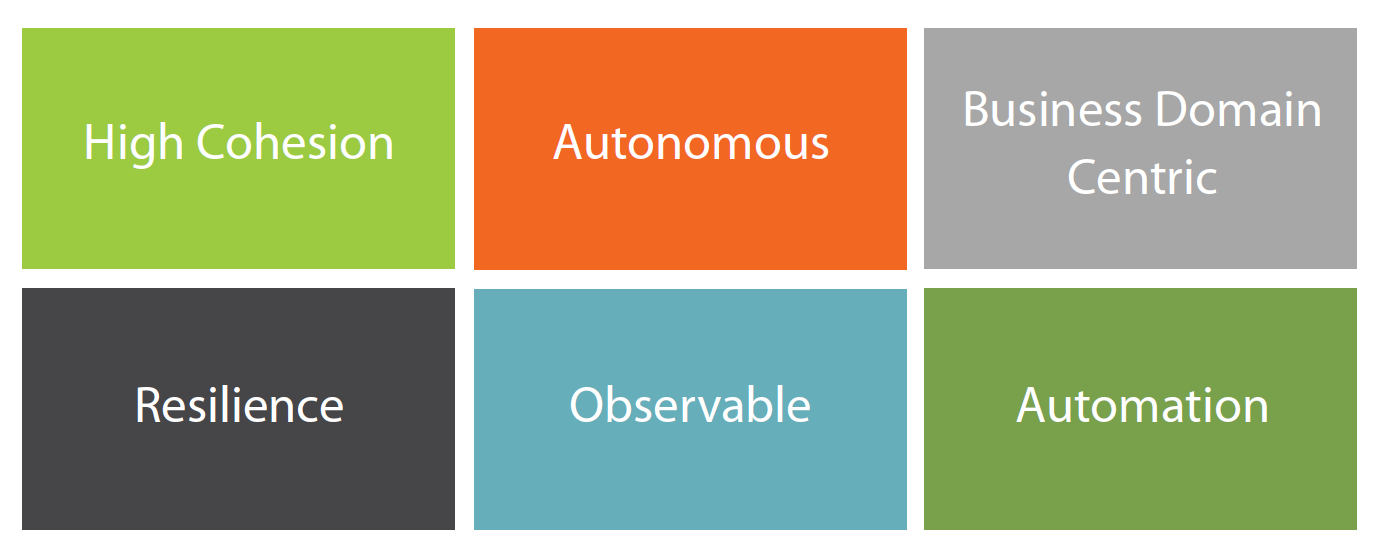 High Cohesion
Autonomous
Business Domain
Centric
Resilience
Observable
Automation